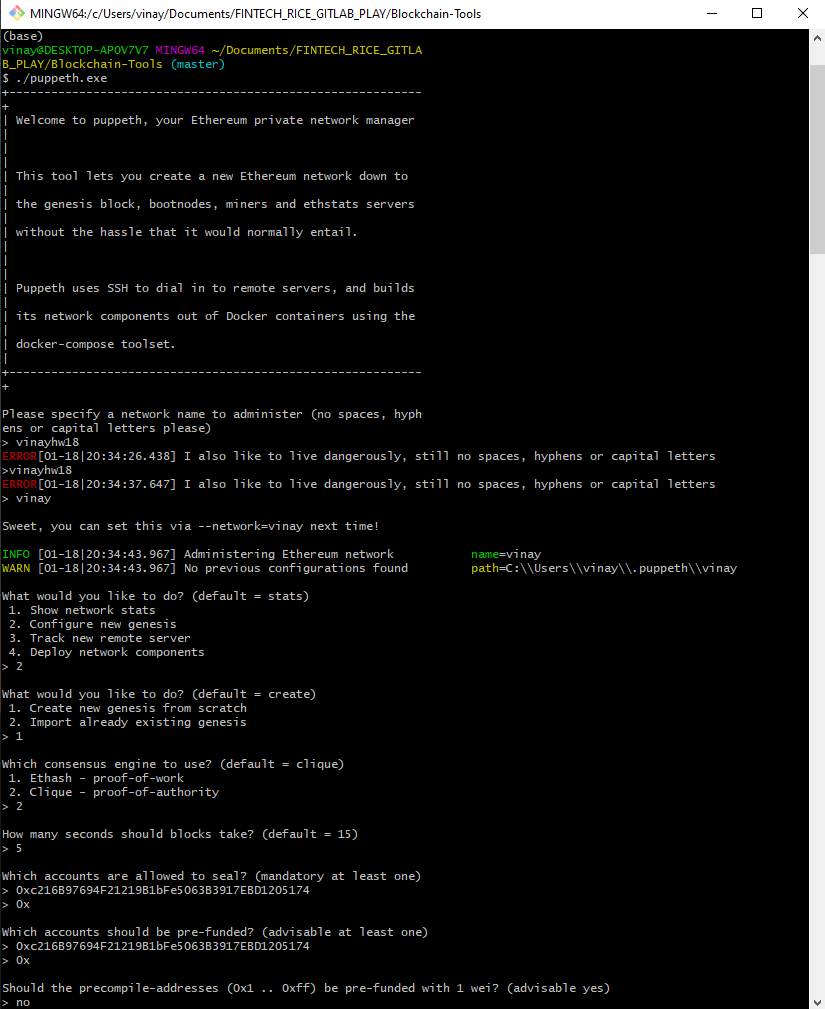 MINGW64:/c/Users/vinay/Documents/FINTECH_RICE_GITLAB_PLAY/Blockchain-Tools
(base)
vinay@DESKTOP-APOV7V7 MINGW64 ~/Documents/FINTECH_RICE_GITLA
B_PLAY/Blockchain-Tools (master)
$ ./puppeth.exe
+-----------------------------------------------------------
+
| Welcome to puppeth, your Ethereum private network manager
|
|
|
| This tool lets you create a new Ethereum network down to
|
| the genesis block, bootnodes, miners and ethstats servers
|
| without the hassle that it would normally entail.
|
|
|
| Puppeth uses SSH to dial in to remote servers, and builds
|
| its network components out of Docker containers using the
|
| docker-compose toolset.
|
+-----------------------------------------------------------
+
Please specify a network name to administer (no spaces, hyph
ens or capital letters please)
> vinayhw18
ERROR[01-18|20:34:26.438] I also like to live dangerously, still no spaces, hyphens or capital letters
>vinayhw18
ERROR[01-18|20:34:37.647] I also like to live dangerously, still no spaces, hyphens or capital letters
> vinay
Sweet, you can set this via --network=vinay next time!
INFO [01-18|20:34:43.967] Administering Ethereum network           name=vinay
WARN [01-18|20:34:43.967] No previous configurations found         path=C:\\Users\\vinay\\.puppeth\\vinay
What would you like to do? (default = stats)
 1. Show network stats
 2. Configure new genesis
 3. Track new remote server
 4. Deploy network components
> 2
What would you like to do? (default = create)
 1. Create new genesis from scratch
 2. Import already existing genesis
> 1
Which consensus engine to use? (default = clique)
 1. Ethash - proof-of-work
 2. Clique - proof-of-authority
> 2
How many seconds should blocks take? (default = 15)
> 5
Which accounts are allowed to seal? (mandatory at least one)
> 0xc216B97694F21219B1bFe5063B3917EBD1205174
> 0x
Which accounts should be pre-funded? (advisable at least one)
> 0xc216B97694F21219B1bFe5063B3917EBD1205174
> 0x
Should the precompile-addresses (0x1 .. 0xff) be pre-funded with 1 wei? (advisable yes)
> no